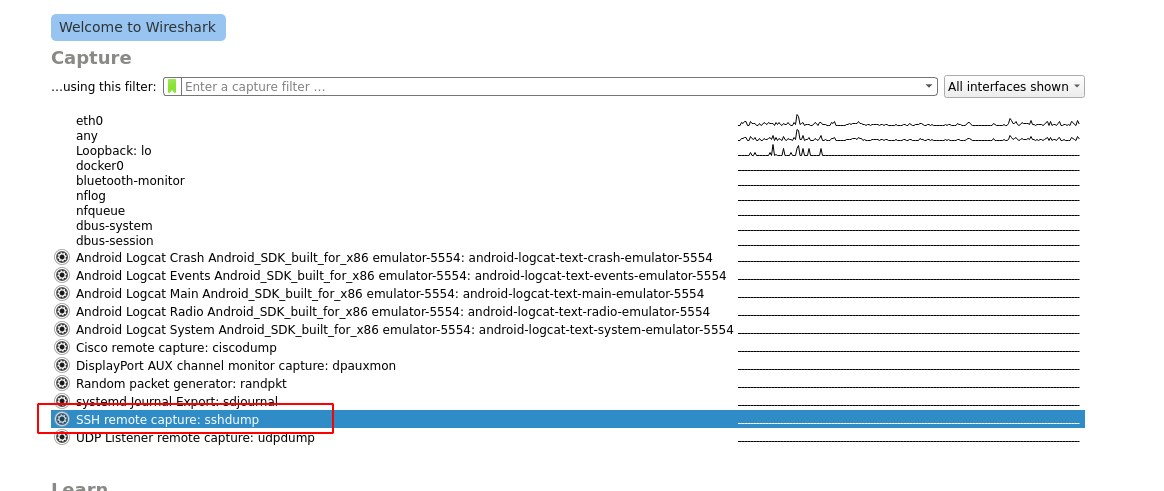 Welcome to Wireshark
Capture
...using this filter: Enter a capture filter ... All interfaces shown
eth0
any
Loopback: lo
docker0
bluetooth-monitor
nflog
nfqueue
dbus-system
dbus-session
Android Logcat Crash Android_SDK_built_for_x86 emulator-5554: android-logcat-text-crash-emulator-5554
Android Logcat Events Android_SDK_built_for_x86 emulator-5554: android-logcat-text-events-emulator-5554
Android Logcat Main Android_SDK_built_for_x86 emulator-5554: android-logcat-text-main-emulator-5554
Android Logcat Radio Android_SDK_built_for_x86 emulator-5554: android-logcat-text-radio-emulator-5554
Android Logcat System Android_SDK_built_for_x86 emulator-5554: android-logcat-text-system-emulator-5554
Cisco remote capture: ciscodump
DisplayPort AUX channel monitor capture: dpauxmon
Random packet generator: randpkt
systemd Journal Export: sdjournal
SSH remote capture: sshdump
UDP Listener remote capture: udpdump
Learn